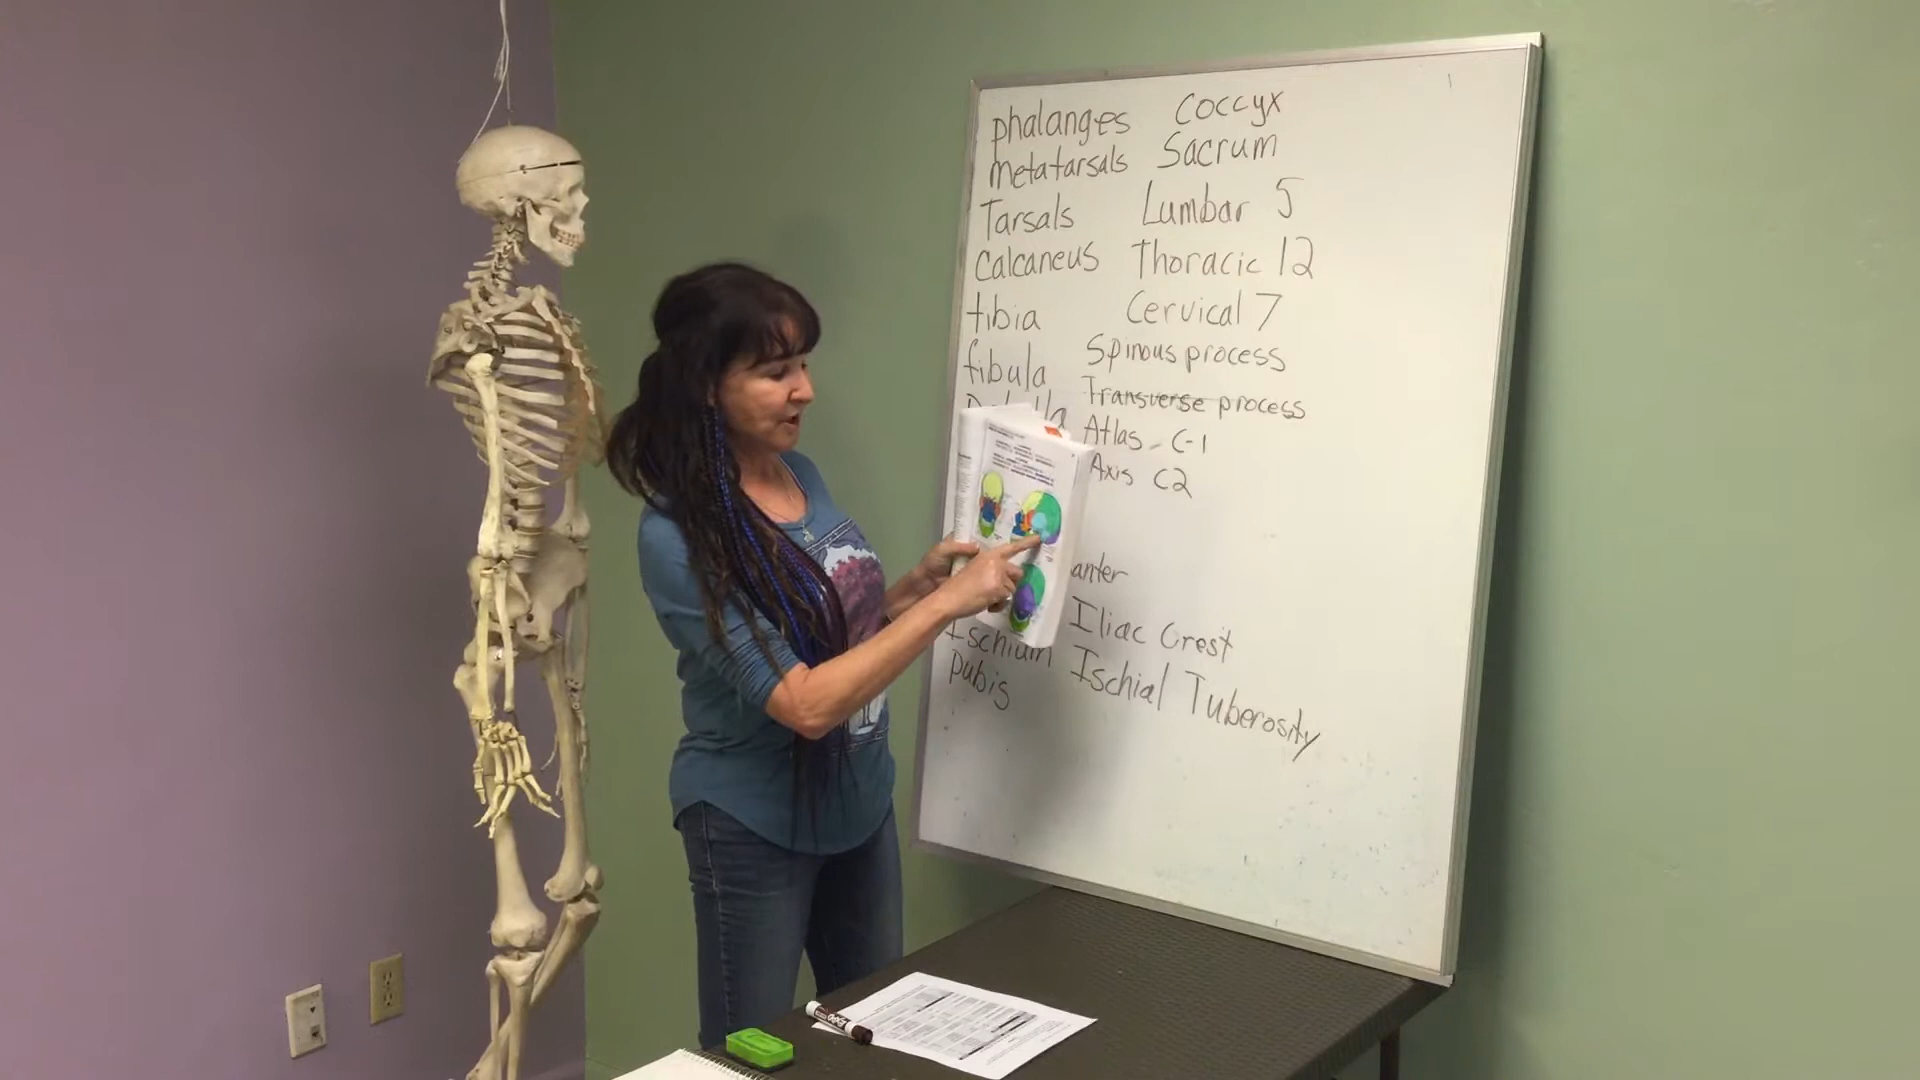 phalanges
metatarsals
Tarsals
Calcaneus
tibia
fibula
Ischium
Pubis
Coccyx
Sacrum
Lumbar 5
Thoracic 12
Cervical 7
Spinous process
Transverse process
Atlas - C-1
Axis C2
anter
Iliac Crest
Ischial Tuberosity